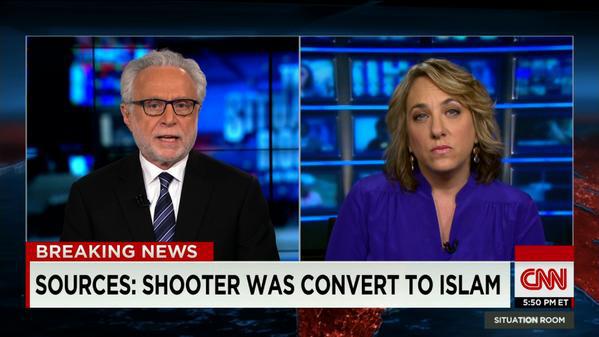 BREAKING NEWS
SOURCES: SHOOTER WAS CONVERT TO ISLAM
CNN
5:50 PM ET
SITUATION ROOM